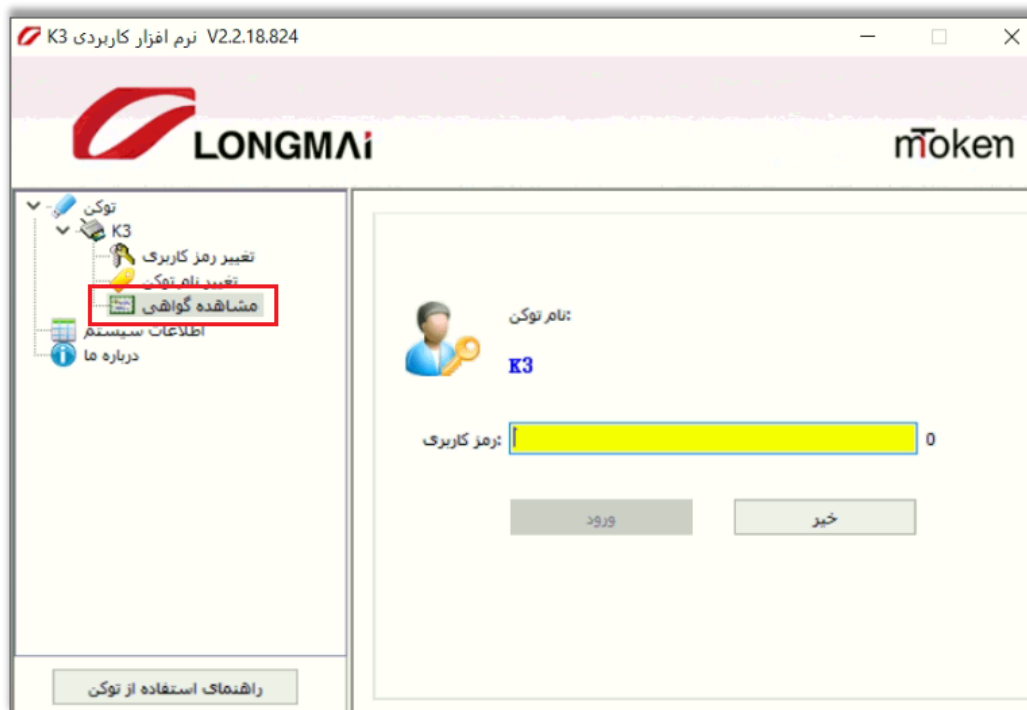 نرم افزار کاربردی K3 V2.2.18.824
LONGMAi
mToken
توکن
K3
تغییر رمز کاربری
تغییر نام توکن
مشاهده گواهی
اطلاعات سیستم
درباره ما
نام توکن:
K3
رمز کاربری:
0
ورود
خیر
راهنمای استفاده از توکن